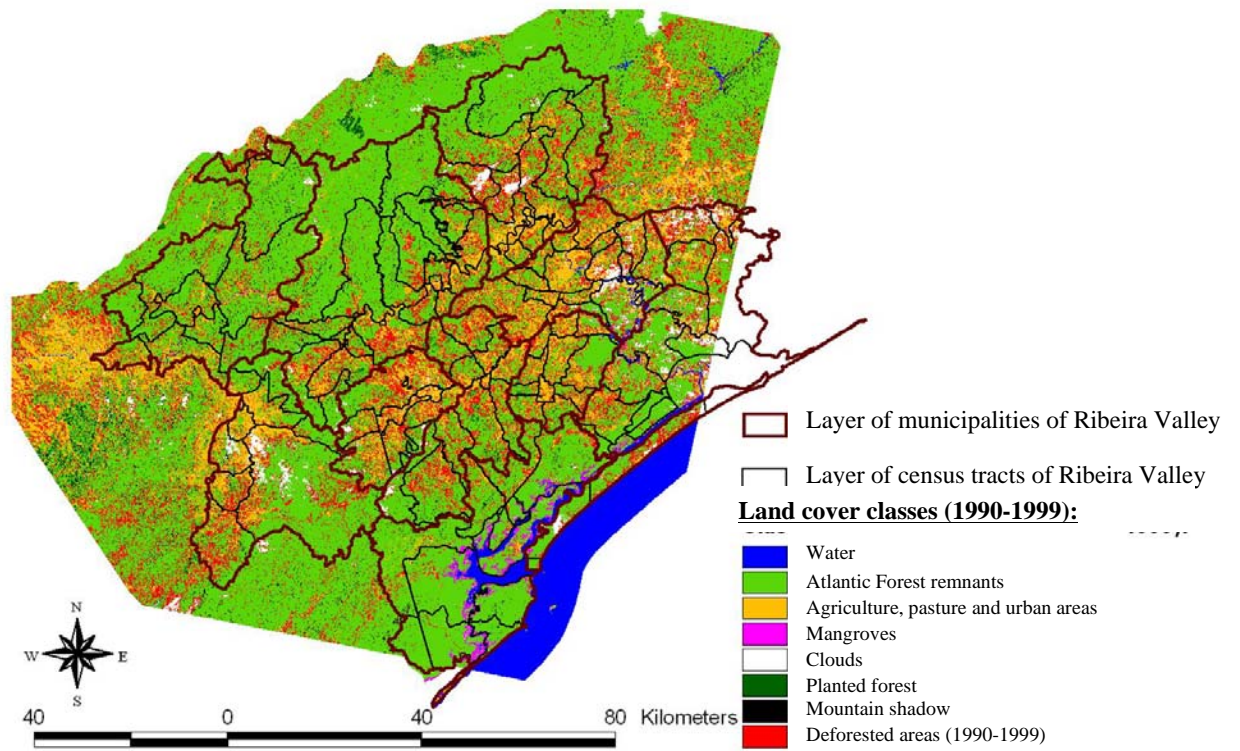 Layer of municipalities of Ribeira Valley
Layer of census tracts of Ribeira Valley
Land cover classes (1990-1999):
Water
Atlantic Forest remnants
Agriculture, pasture and urban areas
Mangroves
Clouds
Planted forest
Mountain shadow
Deforested areas (1990-1999)
N
W E
S
40 0 40 80 Kilometers